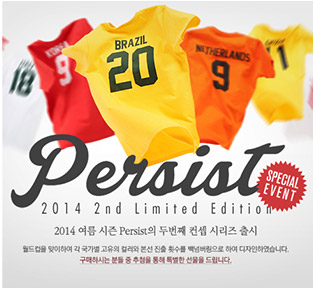 KOREA
BRAZIL
NETHERLANDS
18
9
20
9
11
Persist
SPECIAL
EVENT
2014 2nd Limited Edition
2014 여름 시즌 Persist의 두번째 컨셉 시리즈 출시
월드컵을 맞이하여 각 국가별 고유의 컬러와 본선 진출 횟수를 백넘버링으로 하여 디자인하였습니다.
구매하시는 분들 중 추첨을 통해 특별한 선물을 드립니다.